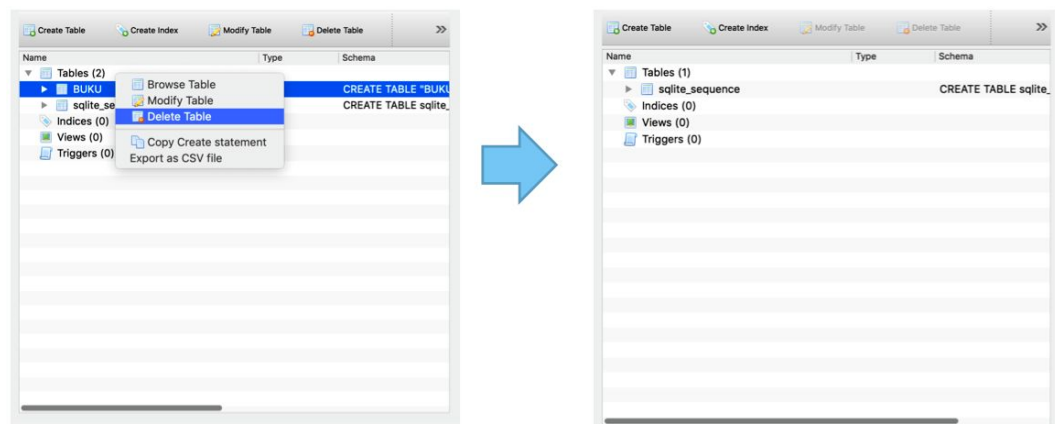 Create Table Create Index Modify Table Delete Table
Name Type Schema
Tables (2)
BUKU CREATE TABLE "BUKU
sqlite_se CREATE TABLE sqlite_
Indices (0)
Views (0)
Triggers (0)
Browse Table
Modify Table
Delete Table
Copy Create statement
Export as CSV file
Create Table Create Index Modify Table Delete Table
Name Type Schema
Tables (1)
sqlite_sequence CREATE TABLE sqlite_
Indices (0)
Views (0)
Triggers (0)